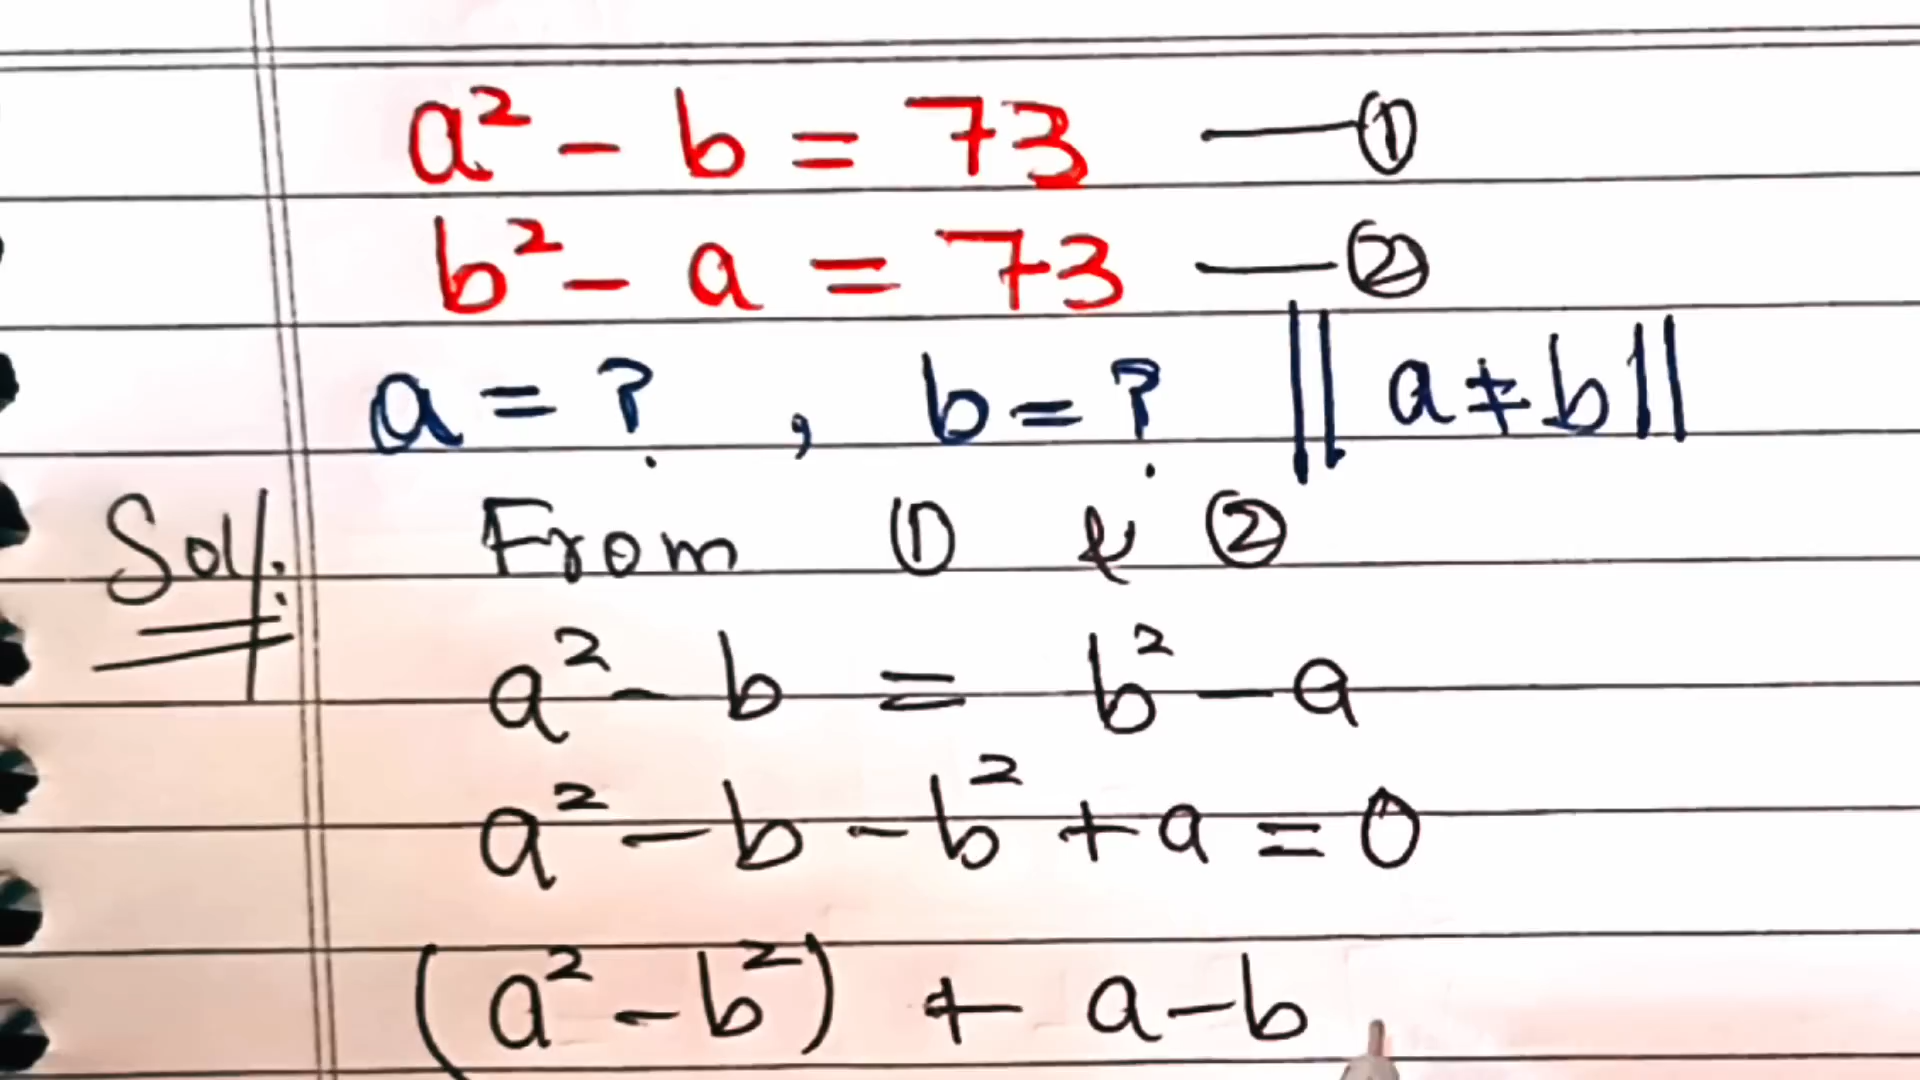 a² - b = 73 —①
b² - a = 73 —②
a = ? , b = ? || a ≠ b ||
Sol: From ① & ②
a² - b = b² - a
a² - b - b² + a = 0
(a² - b²) + a - b